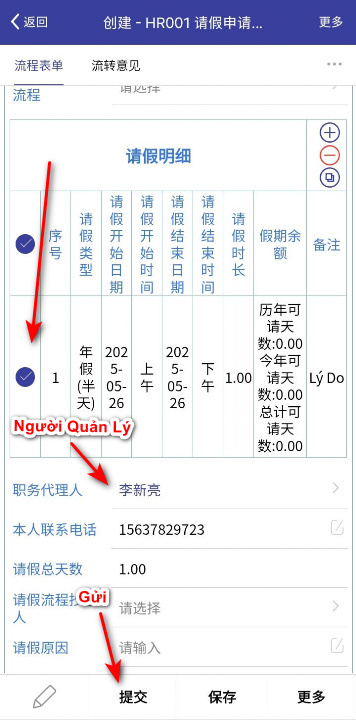 返回
创建 - HR001 请假申请...
更多
流程表单
流转意见
流程
请选择
请假明细
序号
请假类型
请假开始日期
请假开始时间
请假结束日期
请假结束时间
请假时长
假期余额
备注
1
年假(半天)
2025-05-26
上午
2025-05-26
下午
1.00
历年可请天数:0.00
今年可请天数:0.00
总计可请天数:0.00
Lý Do
Người Quản Lý
职务代理人
李新亮
本人联系电话
15637829723
请假总天数
1.00
Gửi
请假流程抄
人
请选择
请假原因
请输入
提交
保存
更多